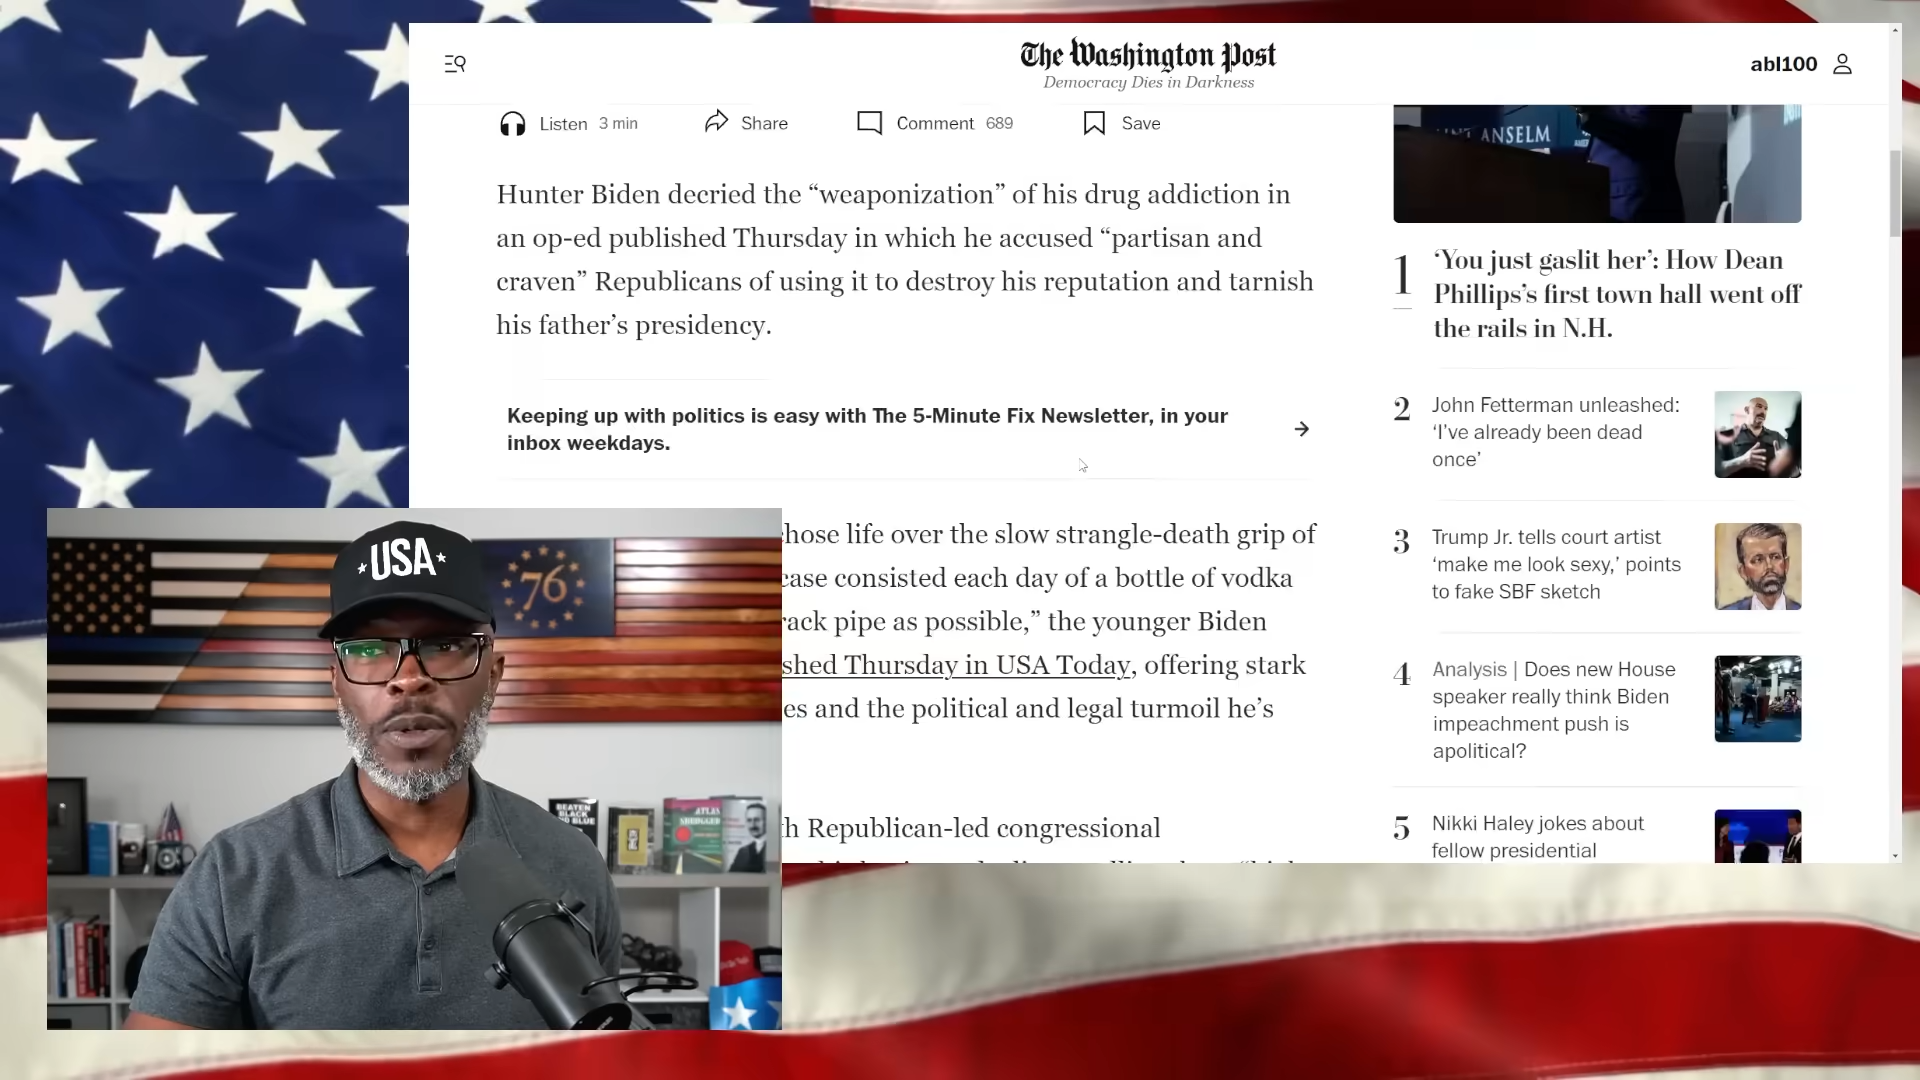 The Washington Post
Democracy Dies in Darkness
abl100
Listen 3 min
Share
Comment 689
Save
Hunter Biden decried the “weaponization” of his drug addiction in
an op-ed published Thursday in which he accused “partisan and
craven” Republicans of using it to destroy his reputation and tarnish
his father’s presidency.
Keeping up with politics is easy with The 5-Minute Fix Newsletter, in your
inbox weekdays.
life over the slow strangle-death grip of
case consisted each day of a bottle of vodka
pipe as possible,” the younger Biden
Thursday in USA Today, offering stark
and the political and legal turmoil he’s
Republican-led congressional
ANSELM
1
‘You just gaslit her’: How Dean
Phillips’s first town hall went off
the rails in N.H.
2
John Fetterman unleashed:
‘I’ve already been dead
once’
3
Trump Jr. tells court artist
‘make me look sexy,’ points
to fake SBF sketch
4
Analysis | Does new House
speaker really think Biden
impeachment push is
apolitical?
5
Nikki Haley jokes about
fellow presidential
USA
76
BEATEN
BLACK
AND BLUE
ATLAS
SHRUGGED